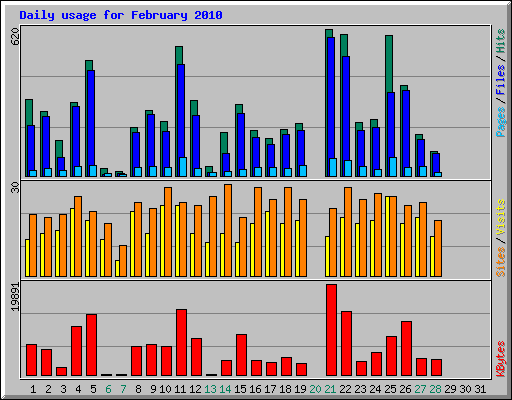 Daily usage for February 2010
620
Pages / Files / Hits
30
Sites / Visits
19891
KBytes
1 2 3 4 5 6 7 8 9 10 11 12 13 14 15 16 17 18 19 20 21 22 23 24 25 26 27 28 29 30 31